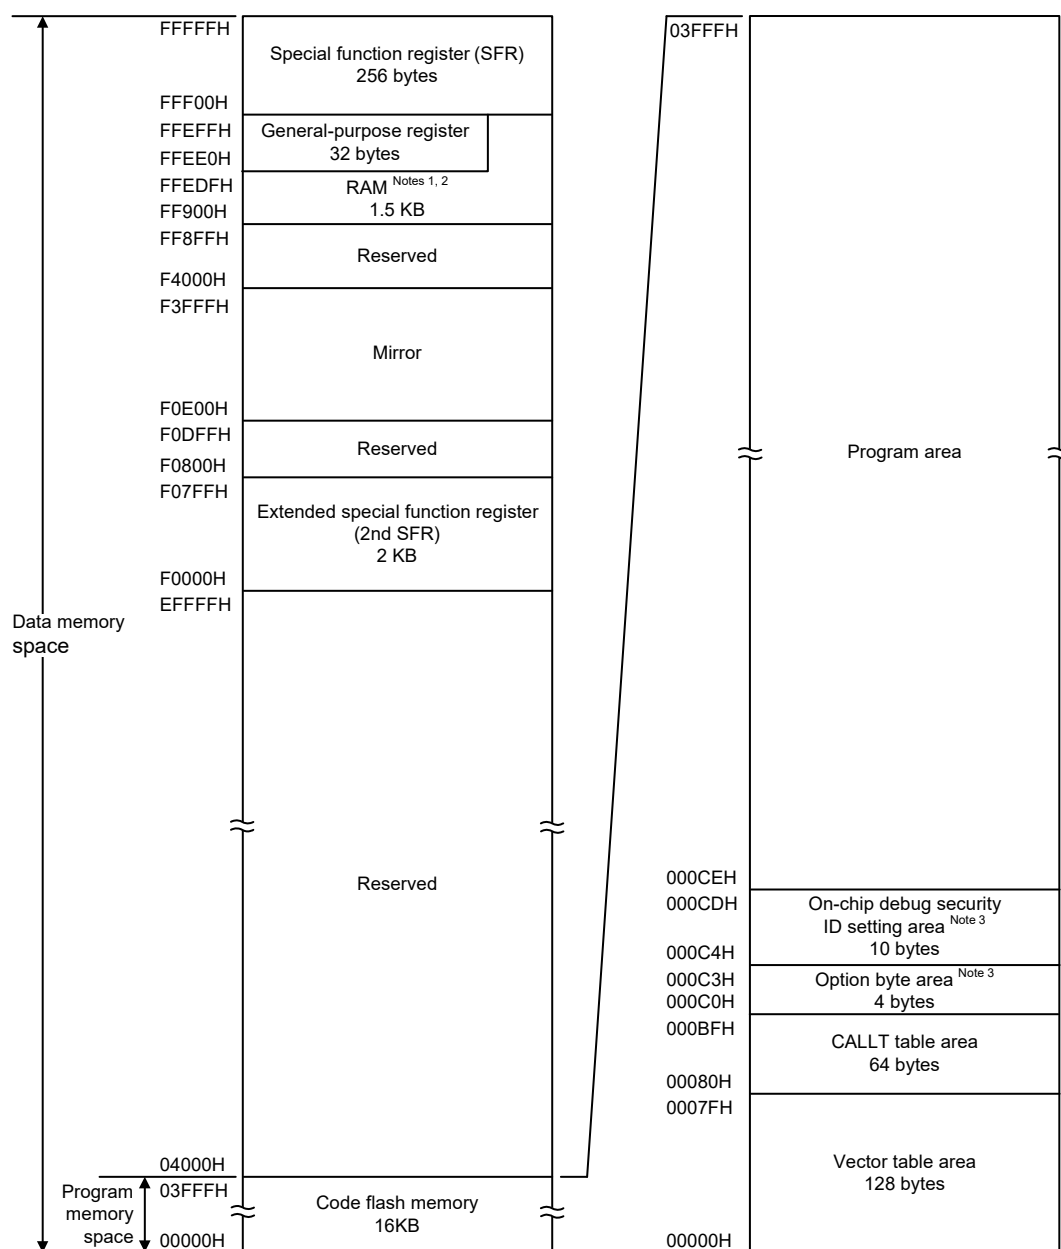 FFFFFH
Special function register (SFR)
256 bytes
FFF00H
FFEFFH
General-purpose register
32 bytes
FFEE0H
FFEDFH
RAM Notes 1, 2
1.5 KB
FF900H
FF8FFH
Reserved
F4000H
F3FFFH
Mirror
F0E00H
F0DFFH
Reserved
F0800H
F07FFH
Extended special function register
(2nd SFR)
2 KB
F0000H
EFFFFH
Data memory
space
Reserved
04000H
Program
memory
space
03FFFH
Code flash memory
16KB
00000H
03FFFH
Program area
000CEH
000CDH
On-chip debug security
ID setting area Note 3
10 bytes
000C4H
000C3H
Option byte area Note 3
4 bytes
000C0H
000BFH
CALLT table area
64 bytes
00080H
0007FH
Vector table area
128 bytes
00000H